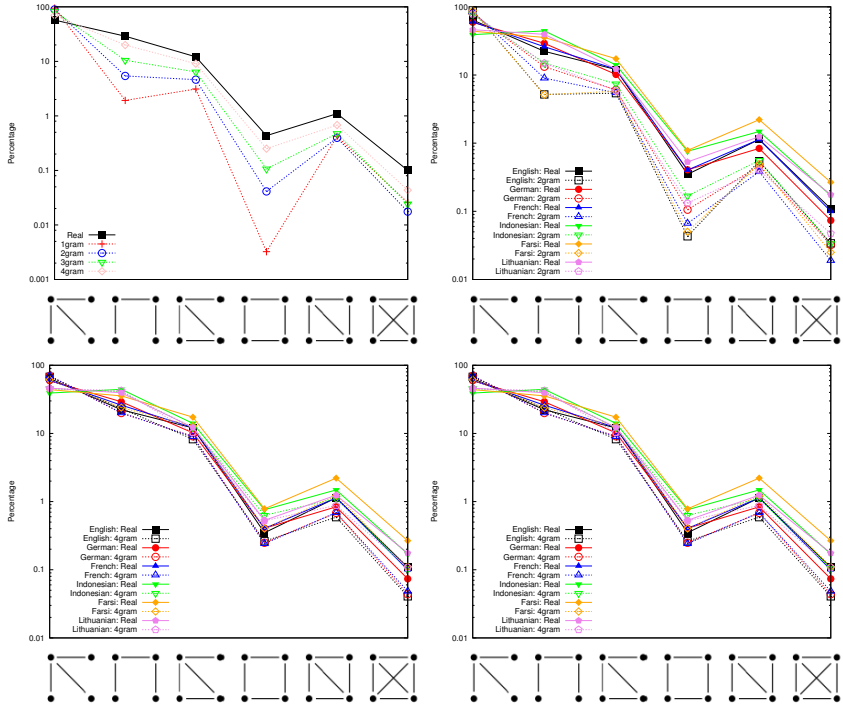 100
10
1
0.1
0.01
0.001
Percentage
Real
1gram
2gram
3gram
4gram
100
10
1
0.1
0.01
Percentage
English: Real
English: 2gram
German: Real
German: 2gram
French: Real
French: 2gram
Indonesian: Real
Indonesian: 2gram
Farsi: Real
Farsi: 2gram
Lithuanian: Real
Lithuanian: 2gram
100
10
1
0.1
0.01
Percentage
English: Real
English: 4gram
German: Real
German: 4gram
French: Real
French: 4gram
Indonesian: Real
Indonesian: 4gram
Farsi: Real
Farsi: 4gram
Lithuanian: Real
Lithuanian: 4gram
100
10
1
0.1
0.01
Percentage
English: Real
English: 4gram
German: Real
German: 4gram
French: Real
French: 4gram
Indonesian: Real
Indonesian: 4gram
Farsi: Real
Farsi: 4gram
Lithuanian: Real
Lithuanian: 4gram